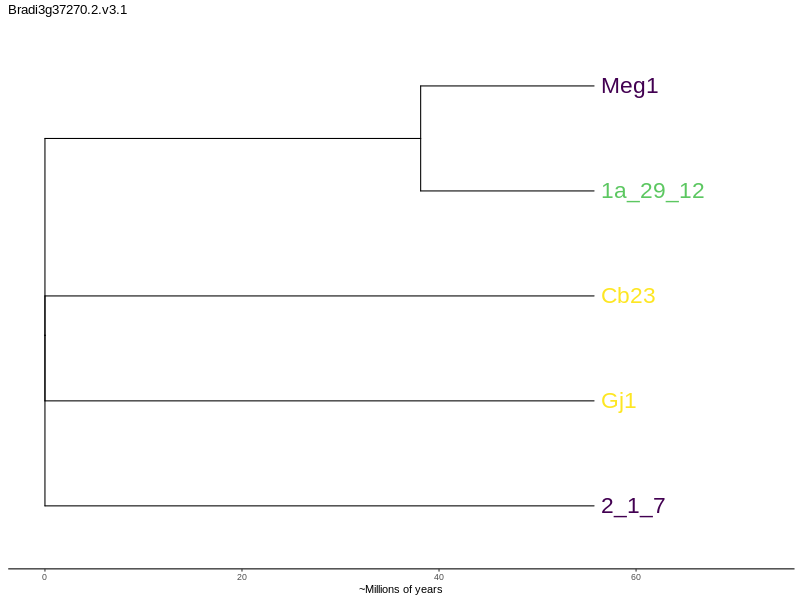 Bradi3g37270.2.v3.1
Meg1
1a_29_12
Cb23
Gj1
2_1_7
0 20 40 60
~Millions of years